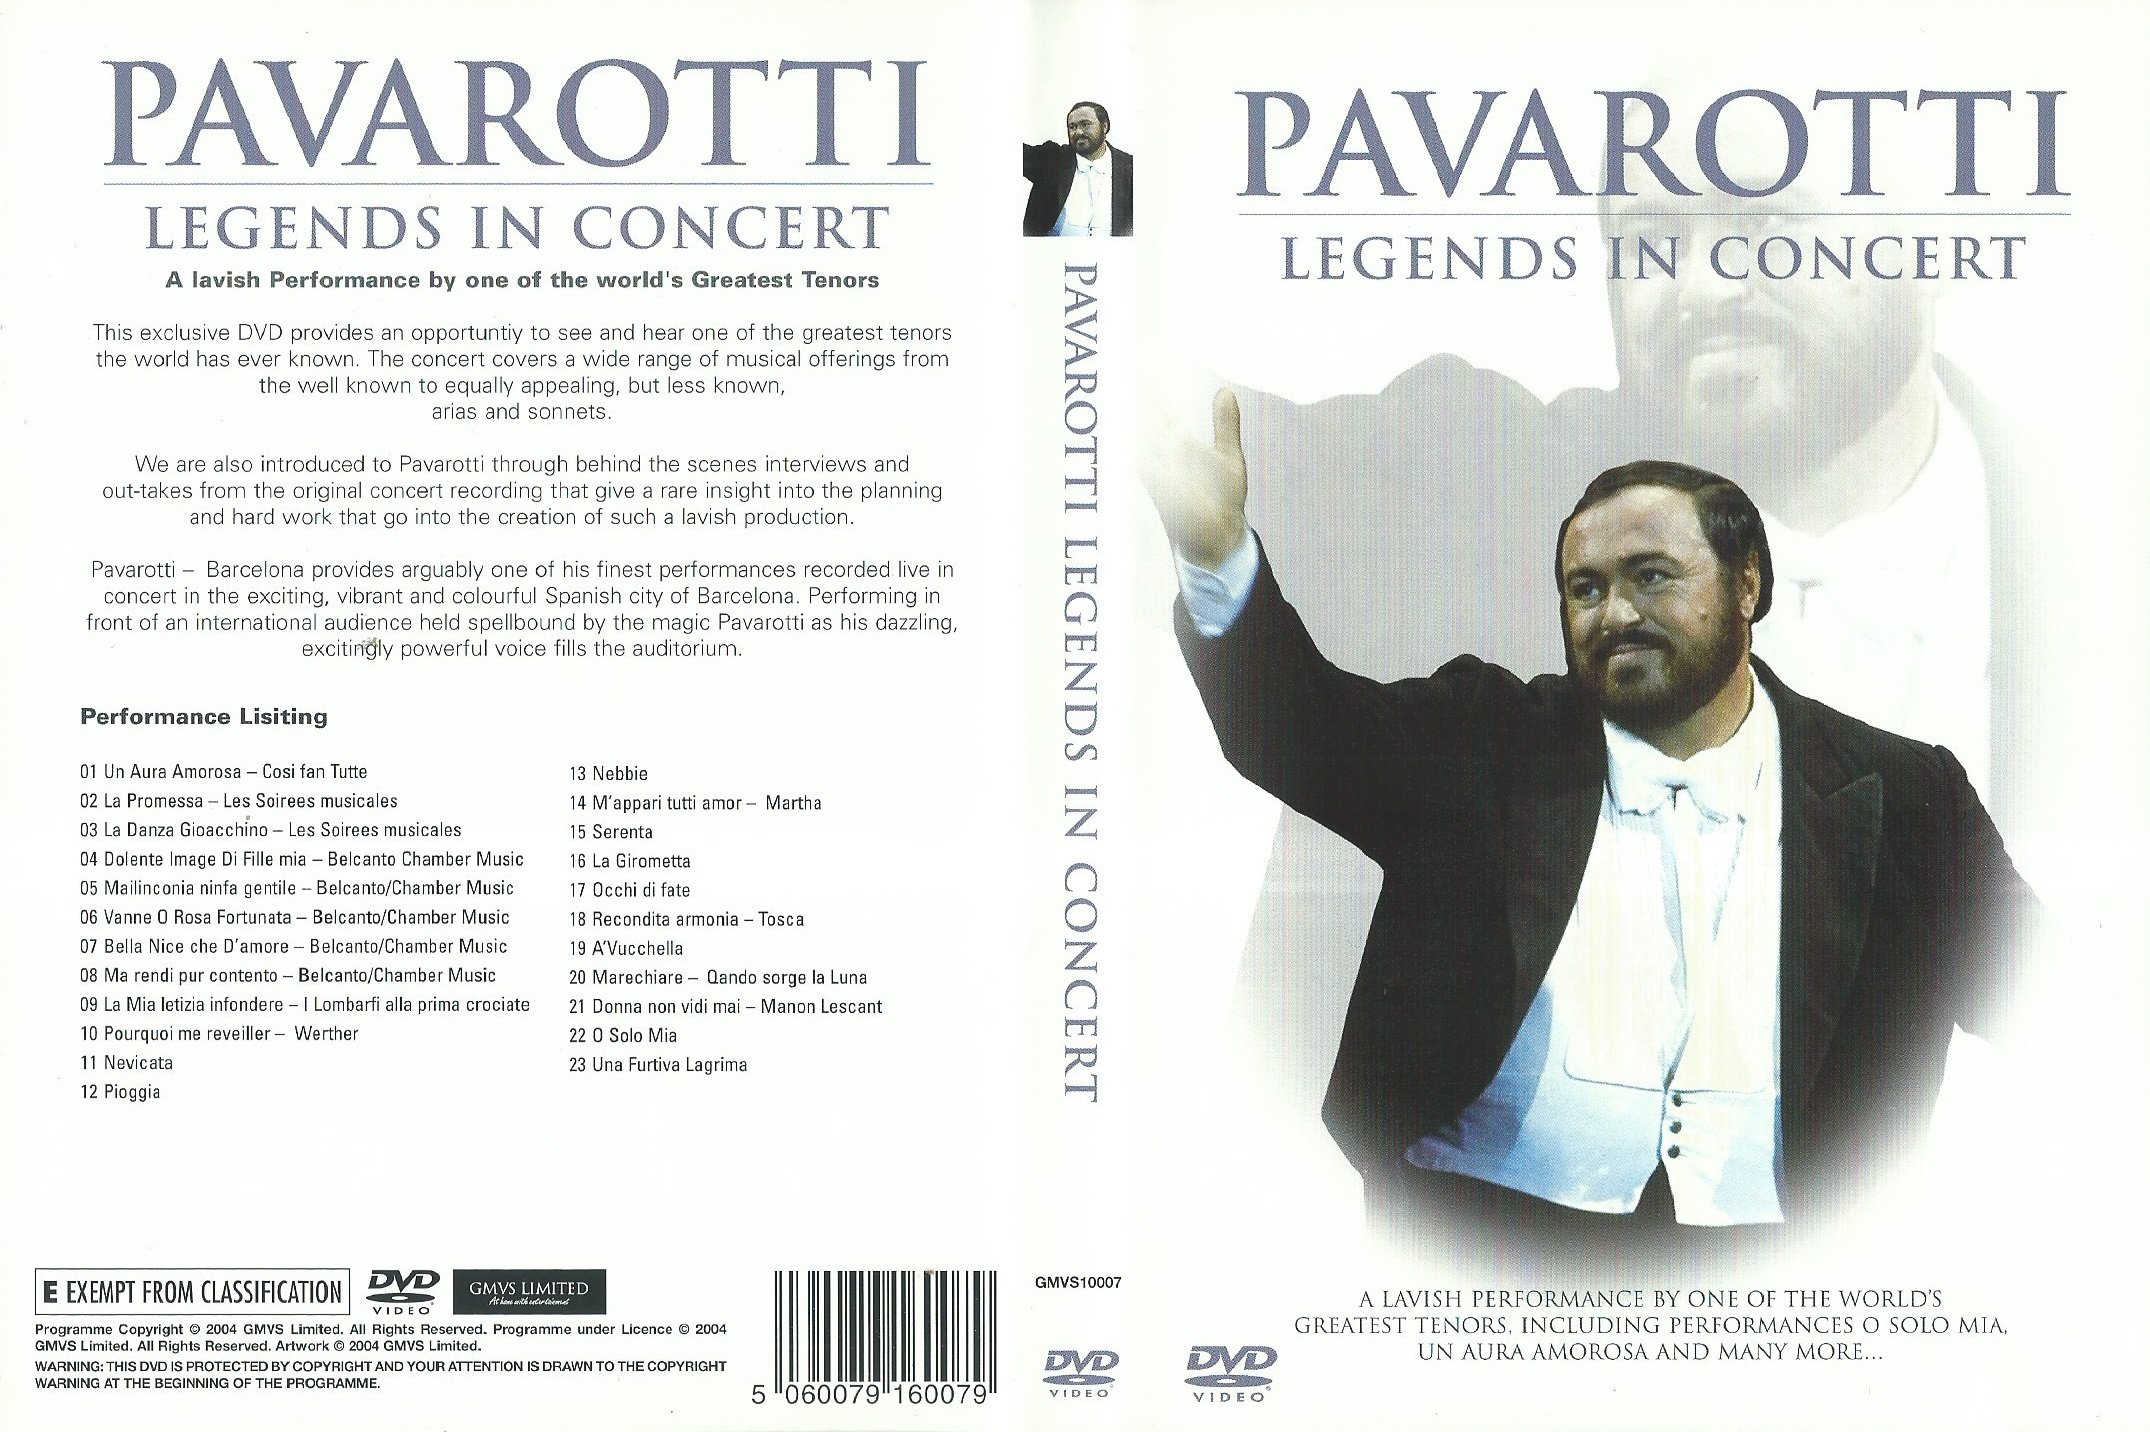 PAVAROTTI
LEGENDS IN CONCERT
A lavish Performance by one of the world's Greatest Tenors
This exclusive DVD provides an opportuntiy to see and hear one of the greatest tenors
the world has ever known. The concert covers a wide range of musical offerings from
the well known to equally appealing, but less known,
arias and sonnets.
We are also introduced to Pavarotti through behind the scenes interviews and
out-takes from the original concert recording that give a rare insight into the planning
and hard work that go into the creation of such a lavish production.
Pavarotti – Barcelona provides arguably one of his finest performances recorded live in
concert in the exciting, vibrant and colourful Spanish city of Barcelona. Performing in
front of an international audience held spellbound by the magic Pavarotti as his dazzling,
excitingly powerful voice fills the auditorium.
Performance Lisiting
01 Un Aura Amorosa – Cosi fan Tutte
02 La Promessa – Les Soirees musicales
03 La Danza Gioacchino – Les Soirees musicales
04 Dolente Image Di Fille mia – Belcanto Chamber Music
05 Mailinconia ninfa gentile – Belcanto/Chamber Music
06 Vanne O Rosa Fortunata – Belcanto/Chamber Music
07 Bella Nice che D'amore – Belcanto/Chamber Music
08 Ma rendi pur contento – Belcanto/Chamber Music
09 La Mia letizia infondere – I Lombarfi alla prima crociate
10 Pourquoi me reveiller – Werther
11 Nevicata
12 Pioggia
13 Nebbie
14 M'appari tutti amor – Martha
15 Serenta
16 La Girometta
17 Occhi di fate
18 Recondita armonia – Tosca
19 A'Vucchella
20 Marechiare – Qando sorge la Luna
21 Donna non vidi mai – Manon Lescant
22 O Solo Mia
23 Una Furtiva Lagrima
E EXEMPT FROM CLASSIFICATION
DVD
VIDEO
GMVS LIMITED
At home with entertainment
Programme Copyright © 2004 GMVS Limited. All Rights Reserved. Programme under Licence © 2004
GMVS Limited. All Rights Reserved. Artwork © 2004 GMVS Limited.
WARNING: THIS DVD IS PROTECTED BY COPYRIGHT AND YOUR ATTENTION IS DRAWN TO THE COPYRIGHT
WARNING AT THE BEGINNING OF THE PROGRAMME.
5 060079 160079
PAVAROTTI LEGENDS IN CONCERT
GMVS10007
DVD
VIDEO
PAVAROTTI
LEGENDS IN CONCERT
A LAVISH PERFORMANCE BY ONE OF THE WORLD'S
GREATEST TENORS, INCLUDING PERFORMANCES O SOLO MIA,
UN AURA AMOROSA AND MANY MORE...
DVD
VIDEO